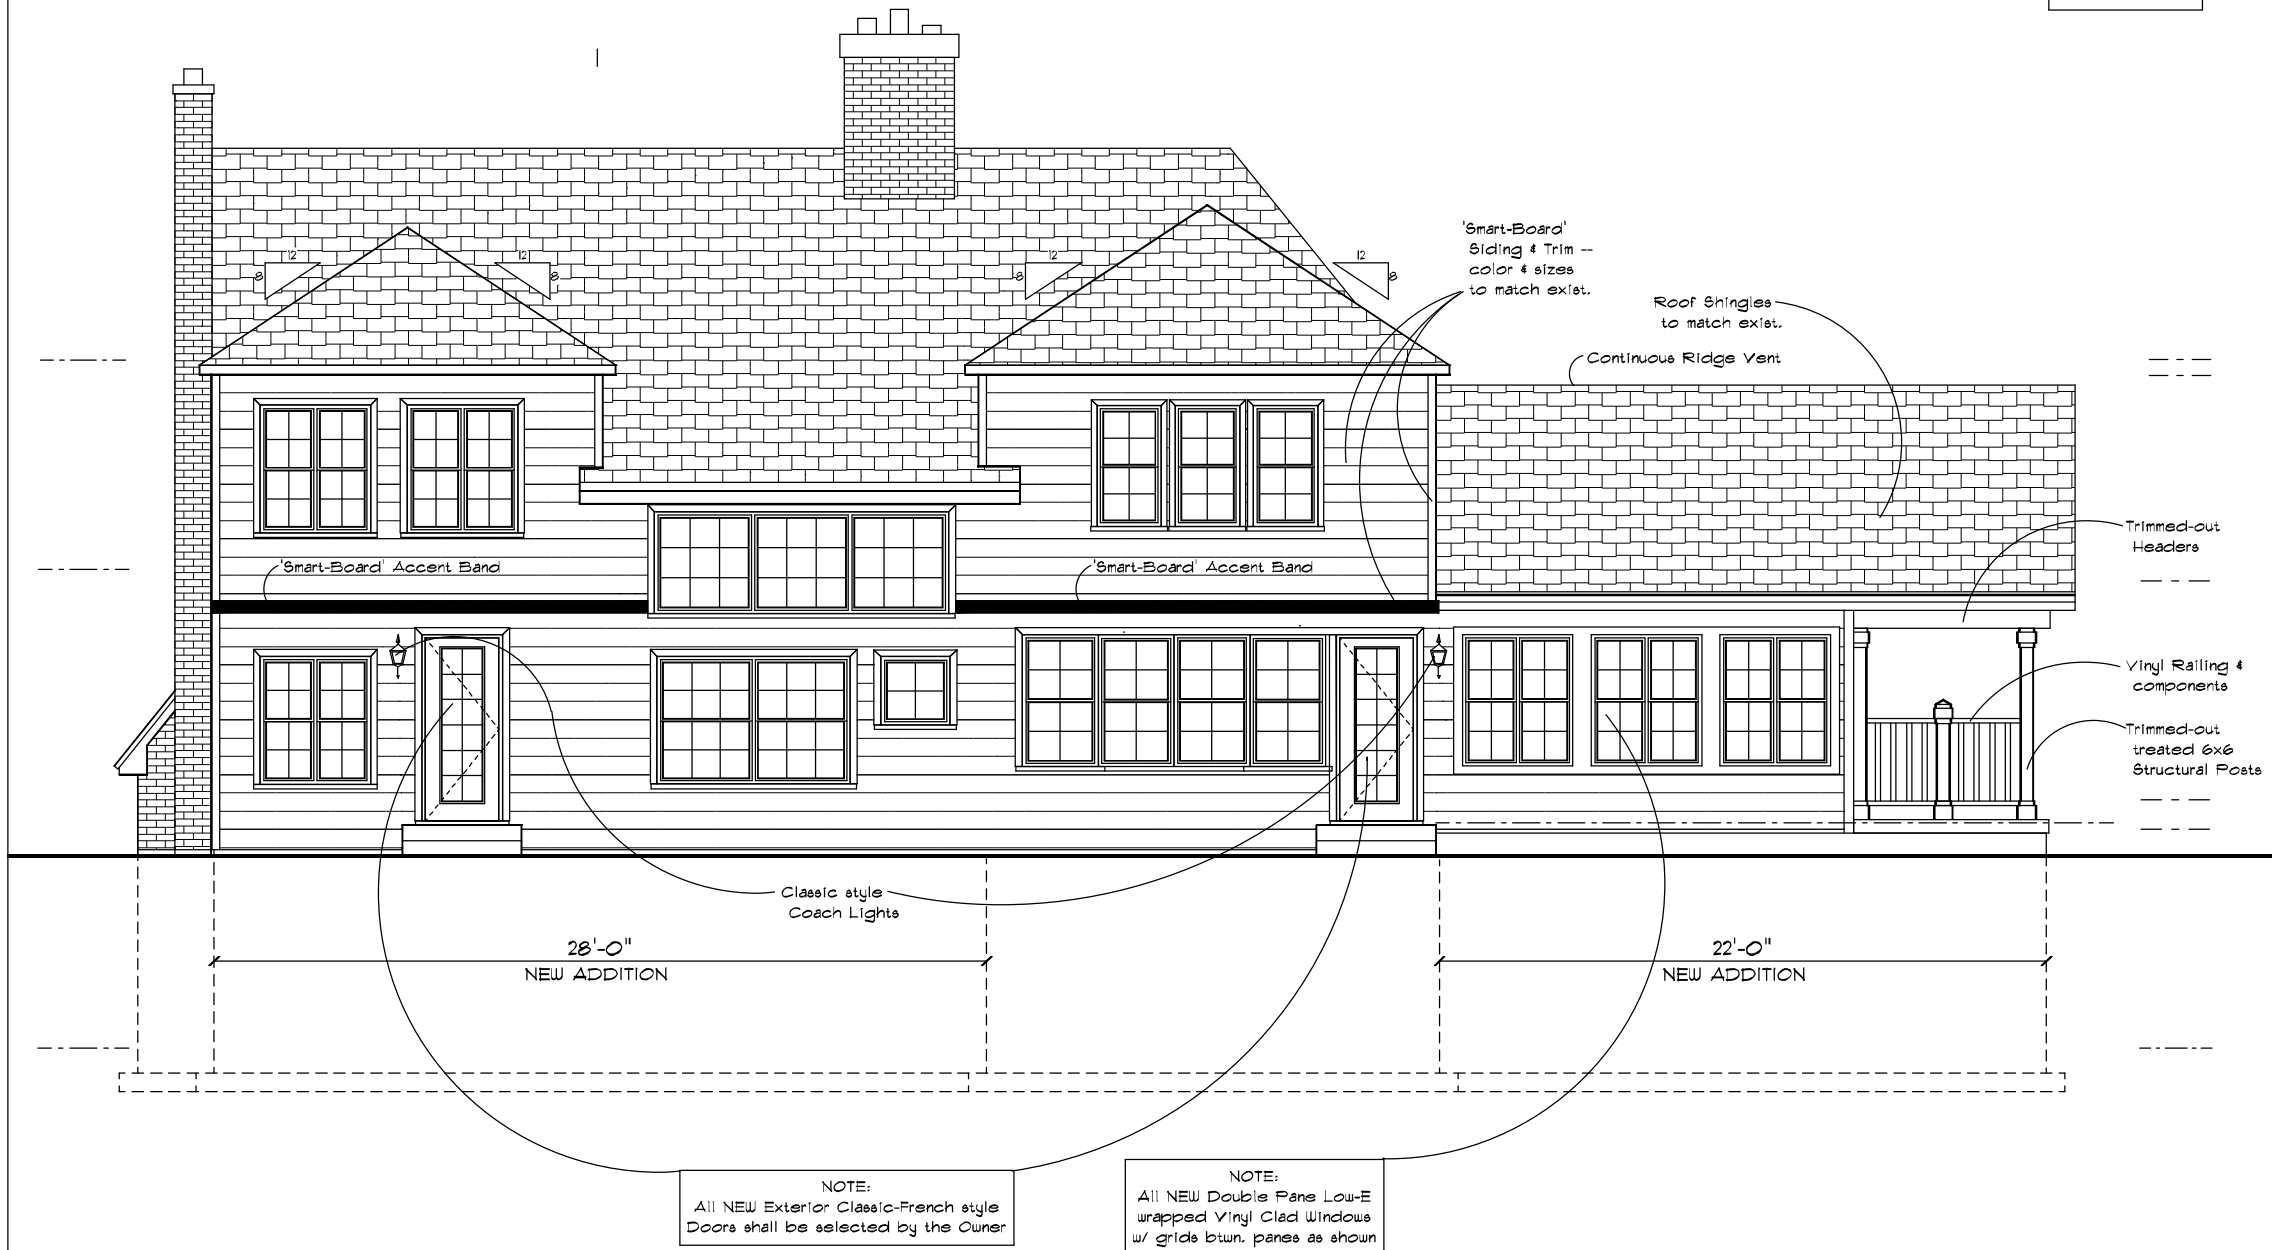 12
8
12
8
12
8
12
8
'Smart-Board'
Siding & Trim --
color & sizes
to match exist.
Roof Shingles
to match exist.
Continuous Ridge Vent
Trimmed-out
Headers
'Smart-Board' Accent Band
'Smart-Board' Accent Band
Vinyl Railing &
components
Trimmed-out
treated 6x6
Structural Posts
Classic style
Coach Lights
28'-0"
NEW ADDITION
22'-0"
NEW ADDITION
NOTE:
All NEW Exterior Classic-French style
Doors shall be selected by the Owner
NOTE:
All NEW Double Pane Low-E
wrapped Vinyl Clad Windows
w/ grids btwn. panes as shown